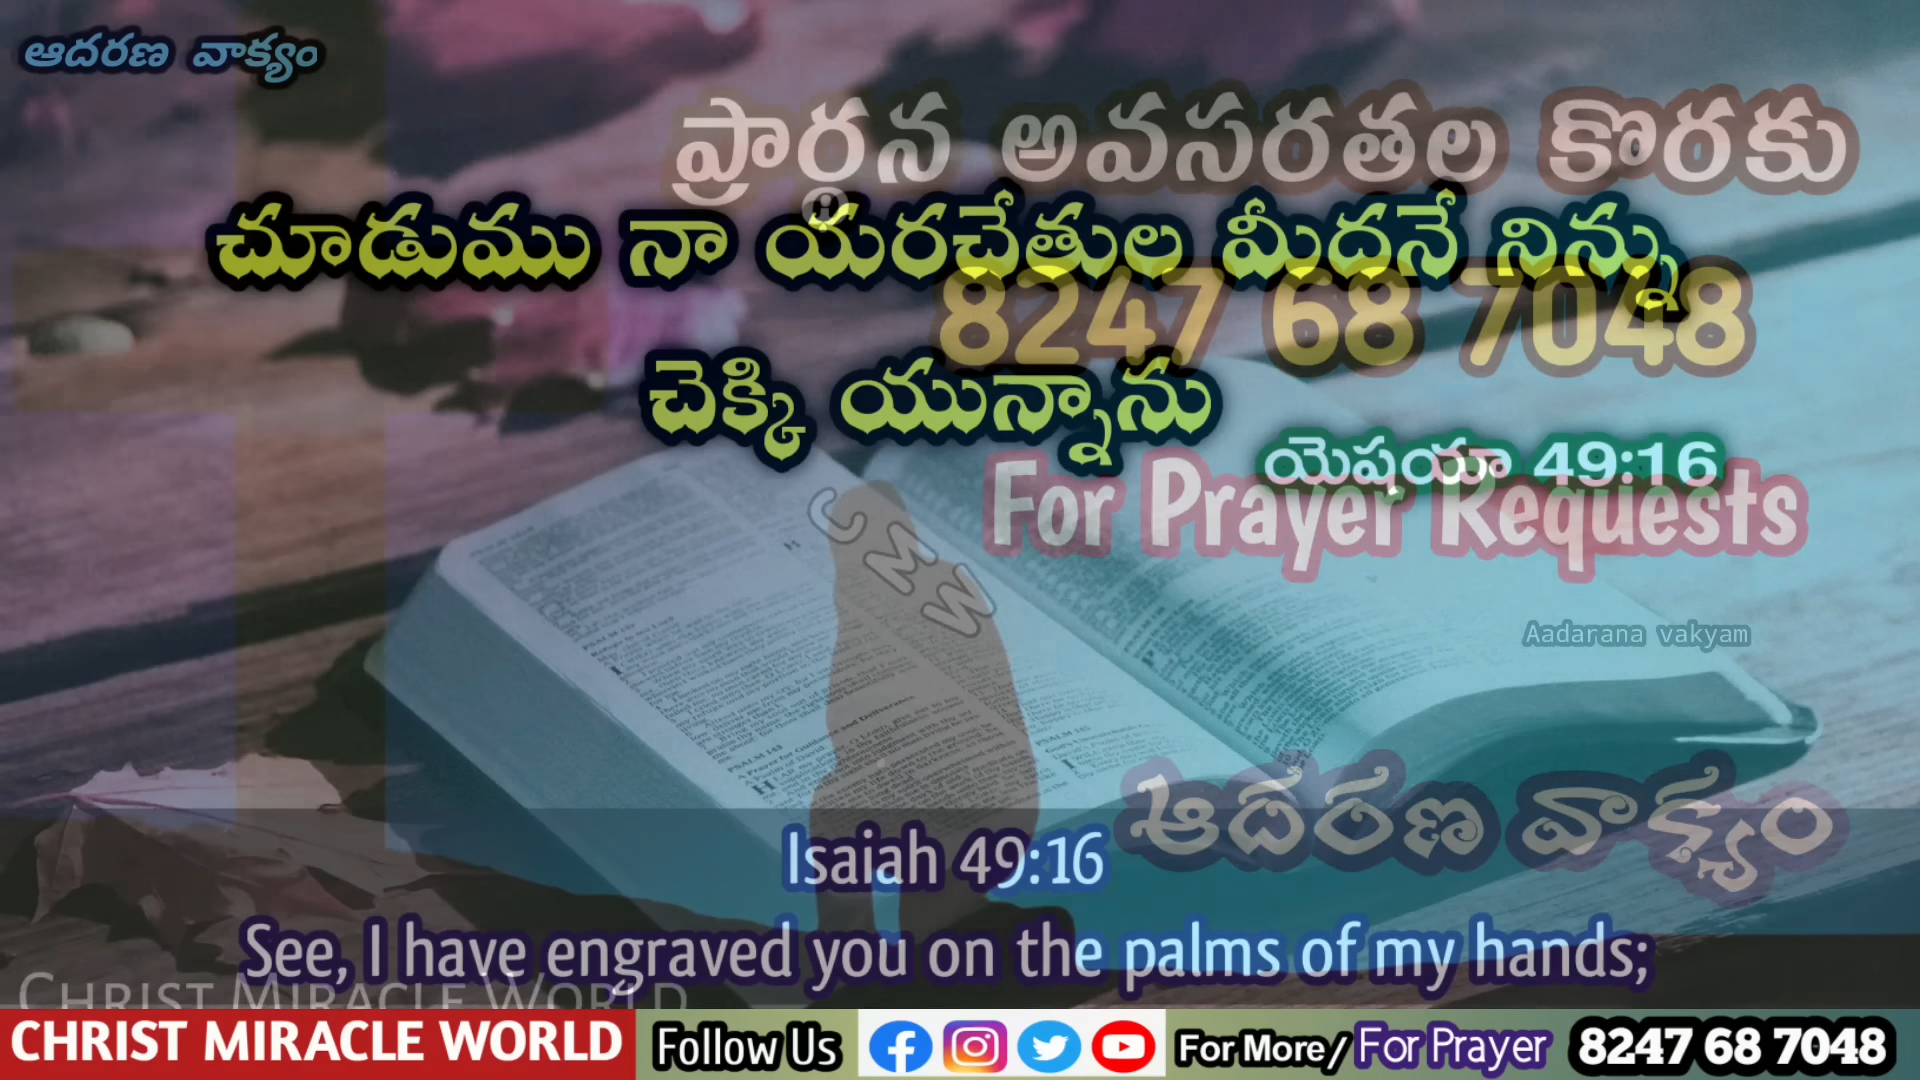 ఆదరణ వాక్యం
ప్రార్థన అవసరతల కొరకు
చూడుము నా యరచేతుల మీదనే నిన్ను
8247 68 7048
చెక్కి యున్నాను
యెషయా 49:16
For Prayer Requests
CMW
Aadarana vakyam
ఆదరణ వాక్యం
Isaiah 49:16
See, I have engraved you on the palms of my hands;
CHRIST MIRACLE WORLD
CHRIST MIRACLE WORLD Follow Us For More/ For Prayer 8247 68 7048